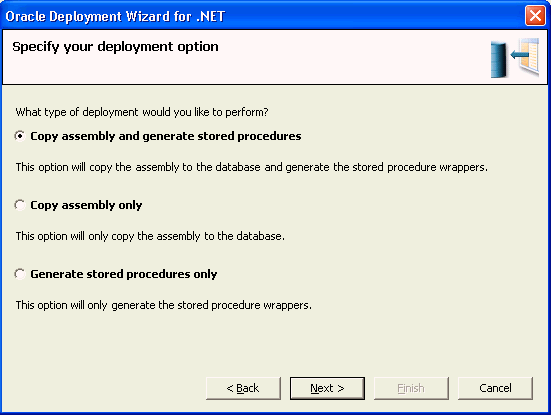 Oracle Deployment Wizard for .NET
Specify your deployment option
What type of deployment would you like to perform?
Copy assembly and generate stored procedures
This option will copy the assembly to the database and generate the stored procedure wrappers.
Copy assembly only
This option will only copy the assembly to the database.
Generate stored procedures only
This option will only generate the stored procedure wrappers.
< Back Next > Finish Cancel